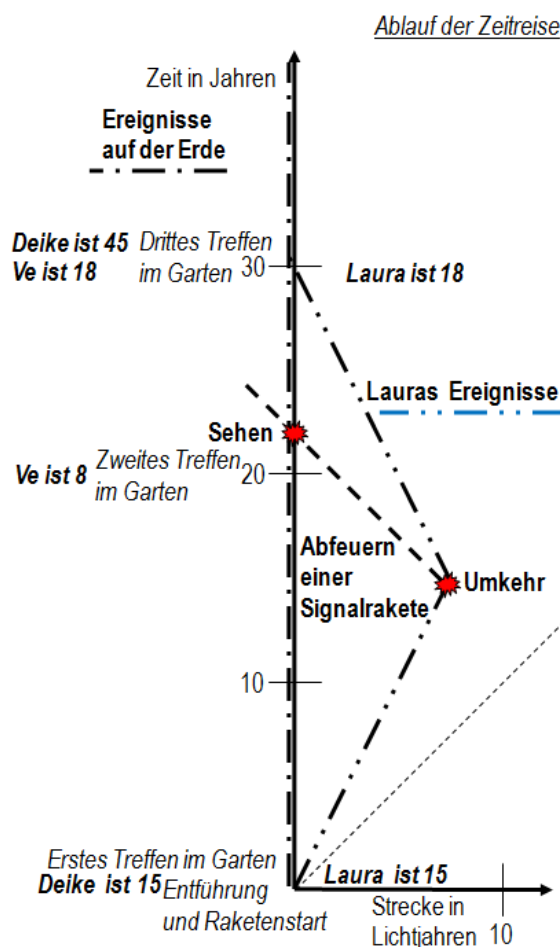 Ablauf der Zeitreise
Zeit in Jahren
Ereignisse
auf der Erde
Deike ist 45 Drittes Treffen
Ve ist 18 im Garten
30
Laura ist 18
Lauras Ereignisse
Sehen
Ve ist 8 Zweites Treffen
im Garten
20
Abfeuern
einer
Signalrakete
Umkehr
10
Erstes Treffen im Garten
Deike ist 15 Entführung
und Raketenstart
Laura ist 15
Strecke in
Lichtjahren
10